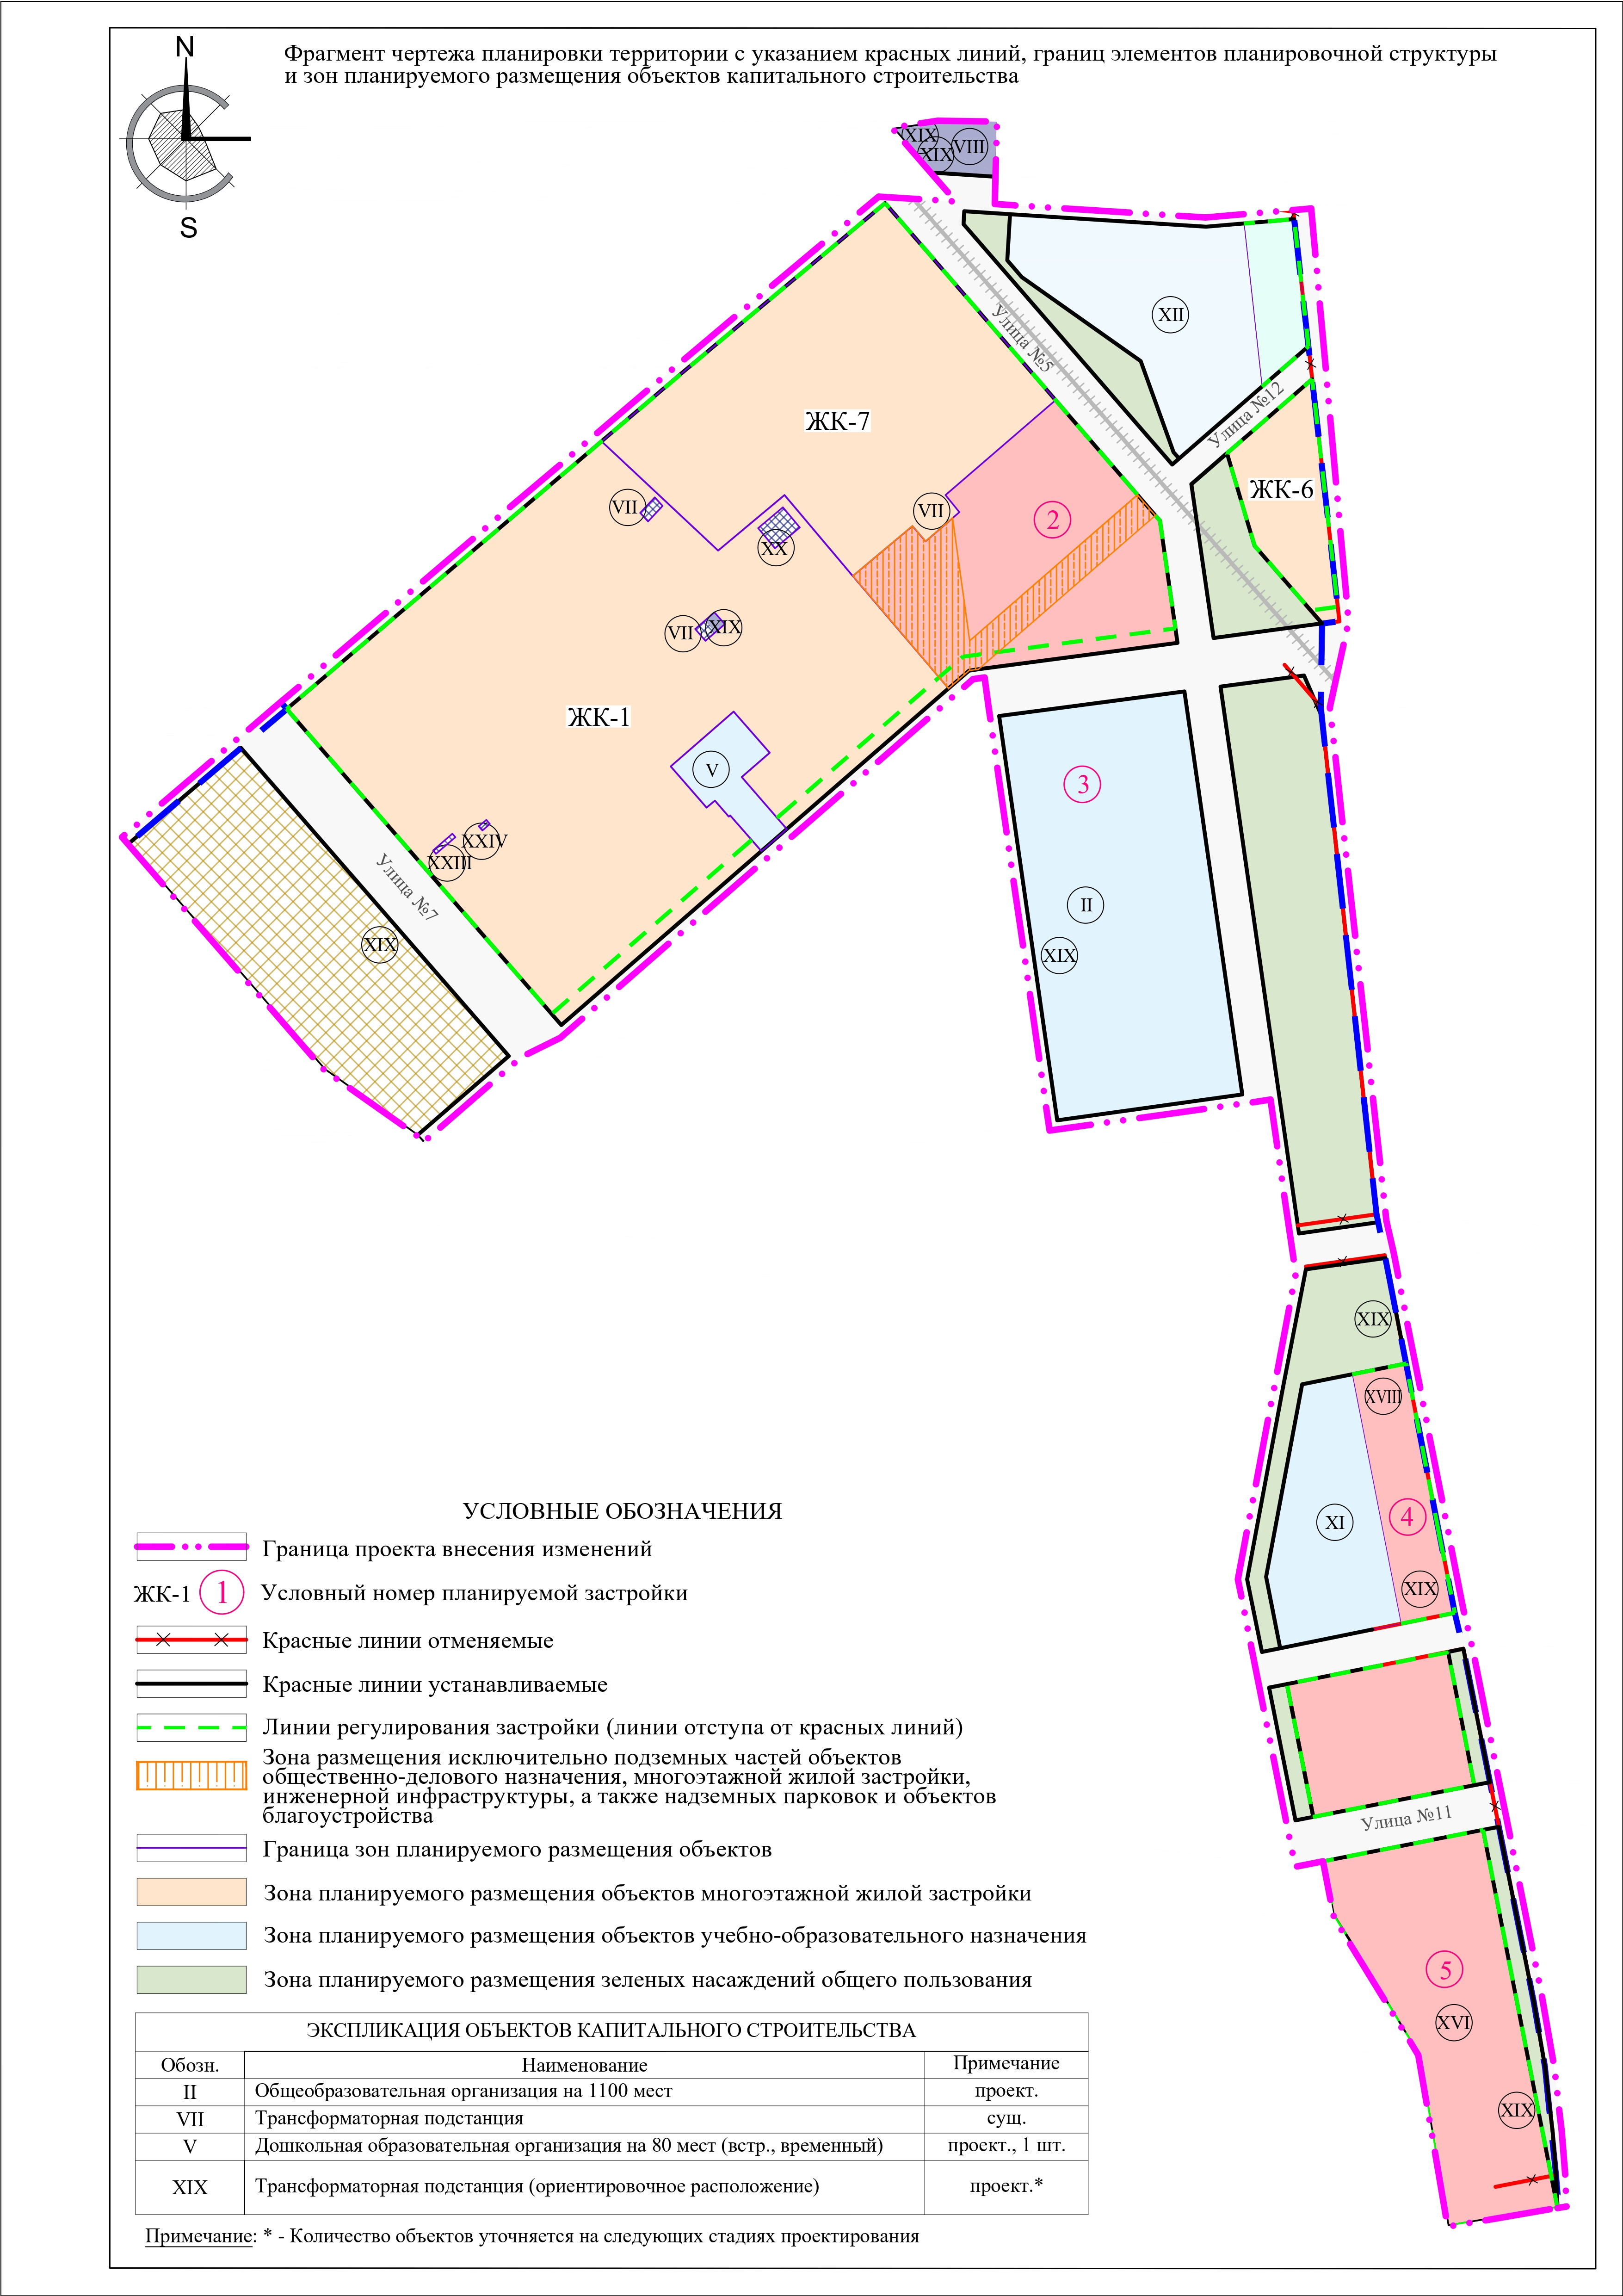 N
S
Фрагмент чертежа планировки территории с указанием красных линий, границ элементов планировочной структуры
и зон планируемого размещения объектов капитального строительства
XIX
XIX
VIII
Улица №5
XII
Улица №12
ЖК-7
ЖК-6
VII
VII
2
XX
VII
XIX
ЖК-1
V
3
XXIV
XXIII
Улица №7
XIX
II
XIX
XIX
XVIII
XI
4
XIX
Улица №11
5
XVI
XIX
УСЛОВНЫЕ ОБОЗНАЧЕНИЯ
Граница проекта внесения изменений
ЖК-1 1 Условный номер планируемой застройки
Красные линии отменяемые
Красные линии устанавливаемые
Линии регулирования застройки (линии отступа от красных линий)
Зона размещения исключительно подземных частей объектов
общественно-делового назначения, многоэтажной жилой застройки,
инженерной инфраструктуры, а также надземных парковок и объектов
благоустройства
Граница зон планируемого размещения объектов
Зона планируемого размещения объектов многоэтажной жилой застройки
Зона планируемого размещения объектов учебно-образовательного назначения
Зона планируемого размещения зеленых насаждений общего пользования
ЭКСПЛИКАЦИЯ ОБЪЕКТОВ КАПИТАЛЬНОГО СТРОИТЕЛЬСТВА
Обозн. Наименование Примечание
II Общеобразовательная организация на 1100 мест проект.
VII Трансформаторная подстанция сущ.
V Дошкольная образовательная организация на 80 мест (встр., временный) проект., 1 шт.
XIX Трансформаторная подстанция (ориентировочное расположение) проект.*
Примечание: * - Количество объектов уточняется на следующих стадиях проектирования